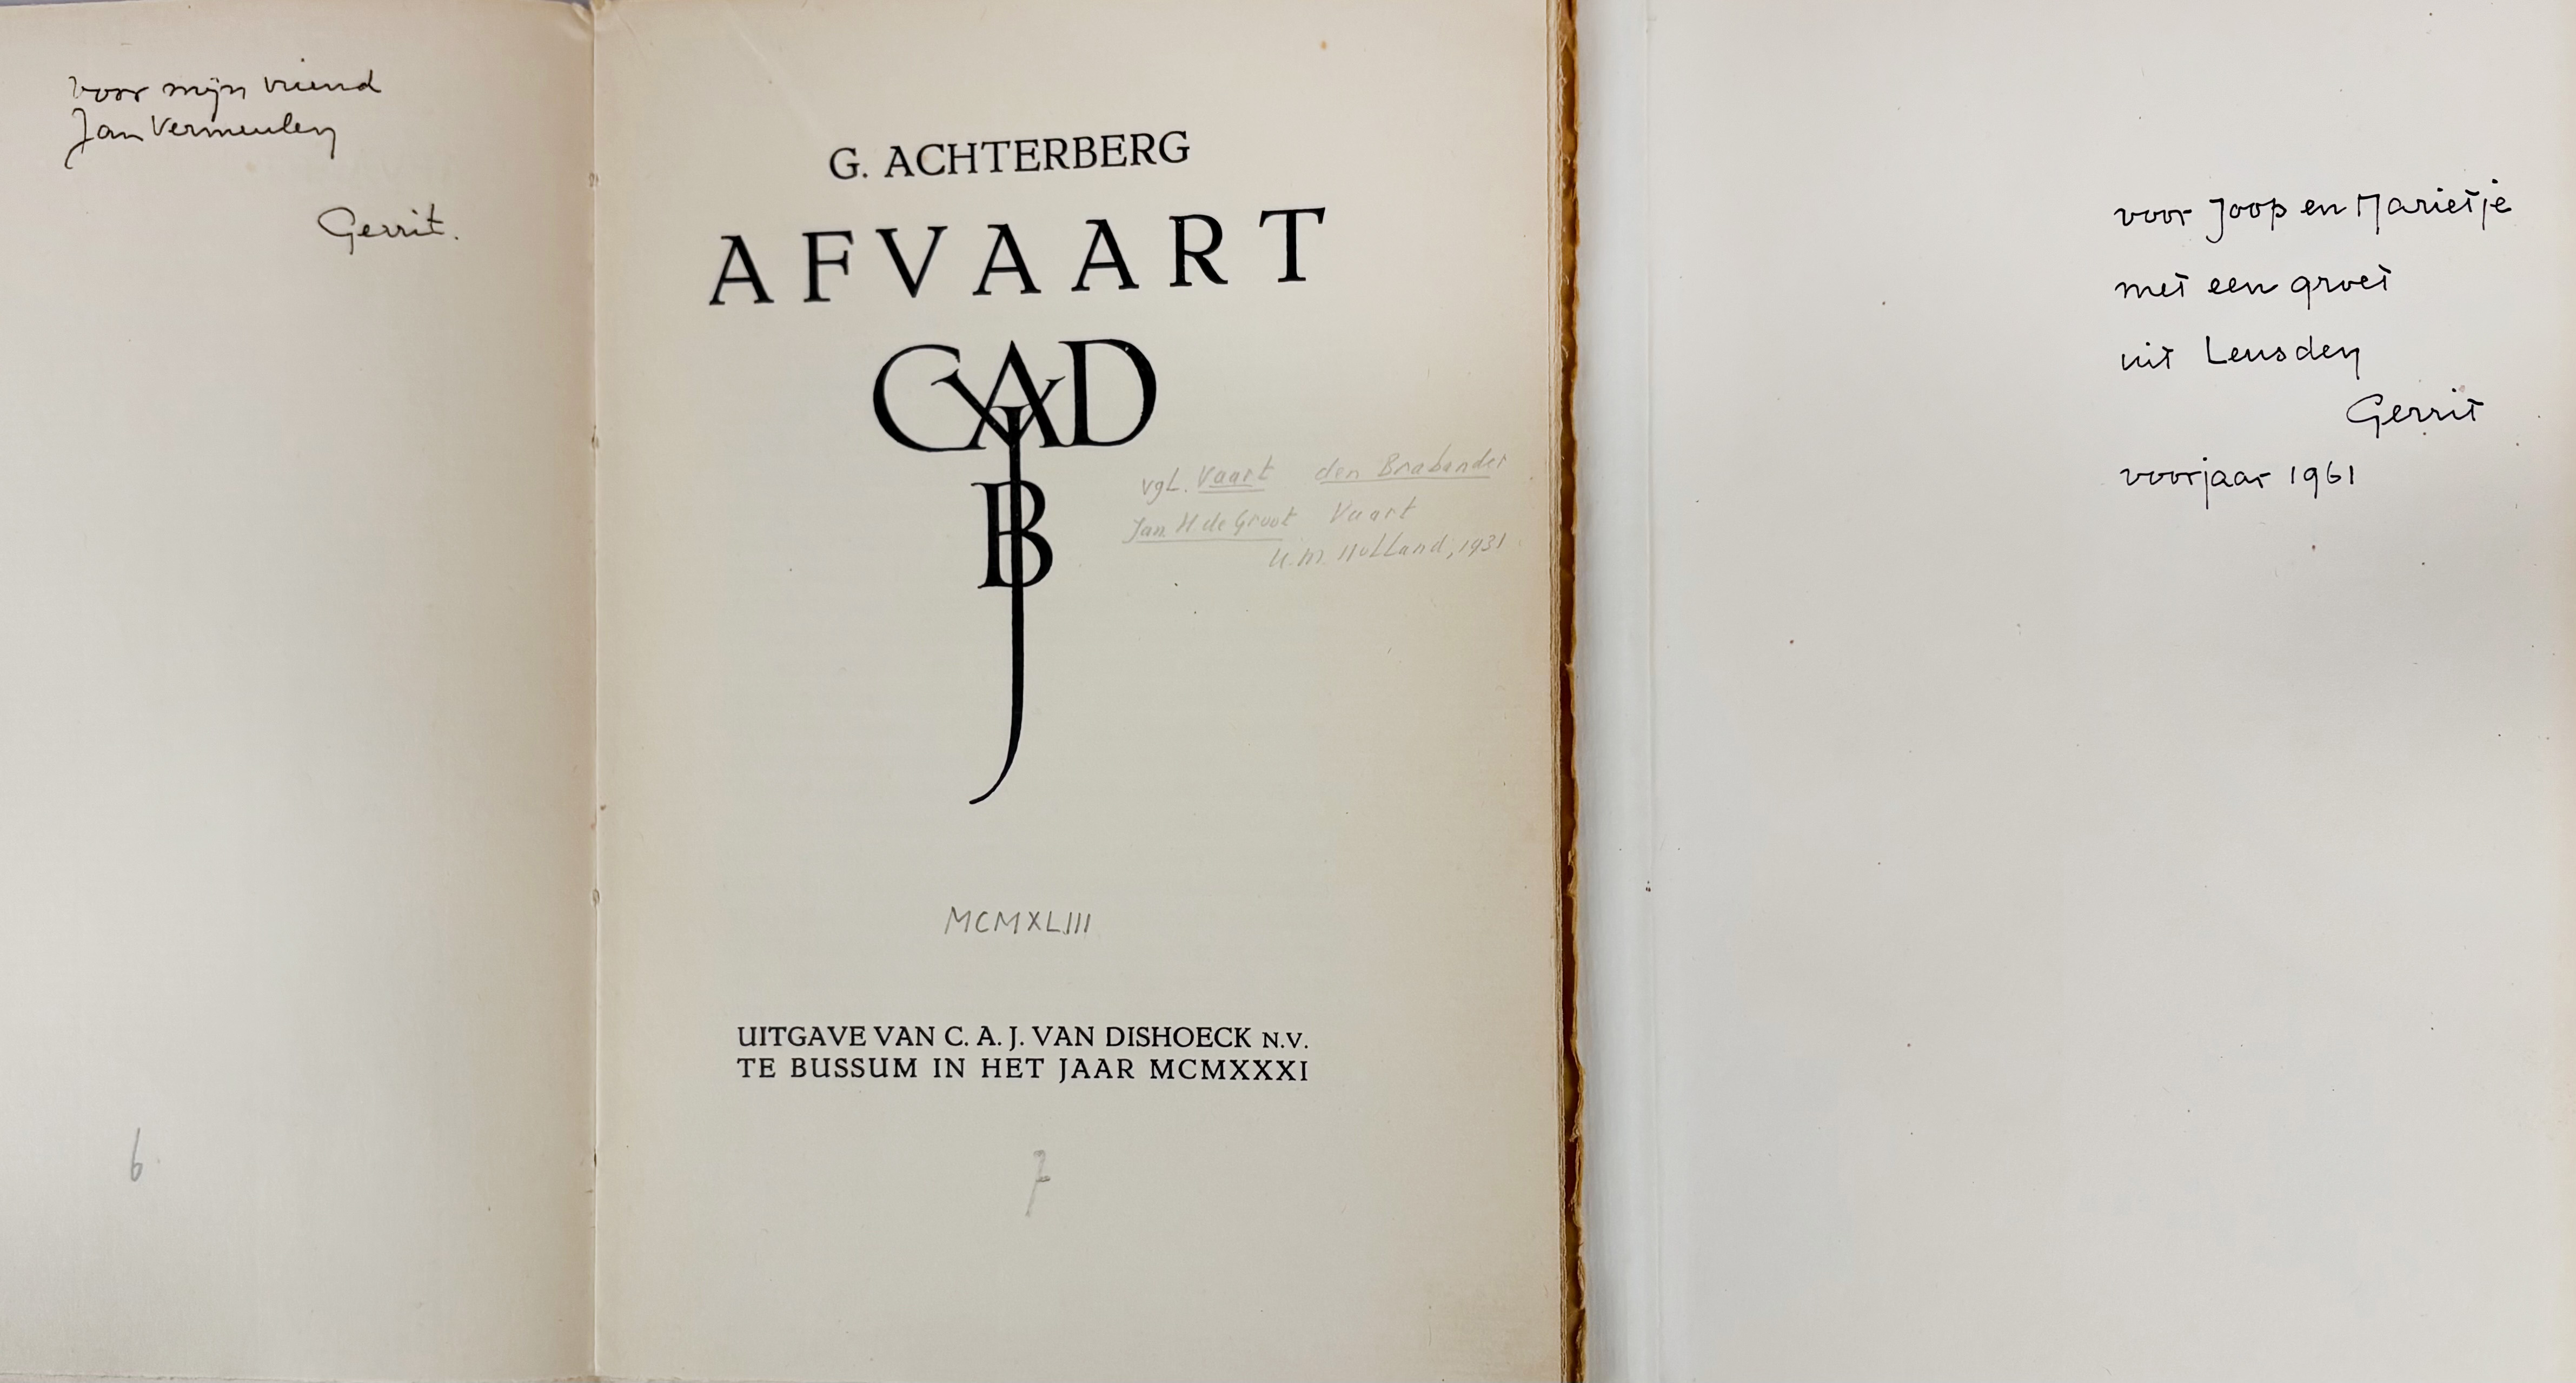 voor mijn vriend
Jan Vermeulen
Gerrit.
6
G. ACHTERBERG
AFVAART
CAJVD
B
vgl. Vaart den Brabander
Jan H de Groot Vaart
U.M. Holland, 1931
MCMXLIII
UITGAVE VAN C. A. J. VAN DISHOECK N.V.
TE BUSSUM IN HET JAAR MCMXXXI
7
voor Joop en Marietje
met een groet
uit Leusden
Gerrit
voorjaar 1961